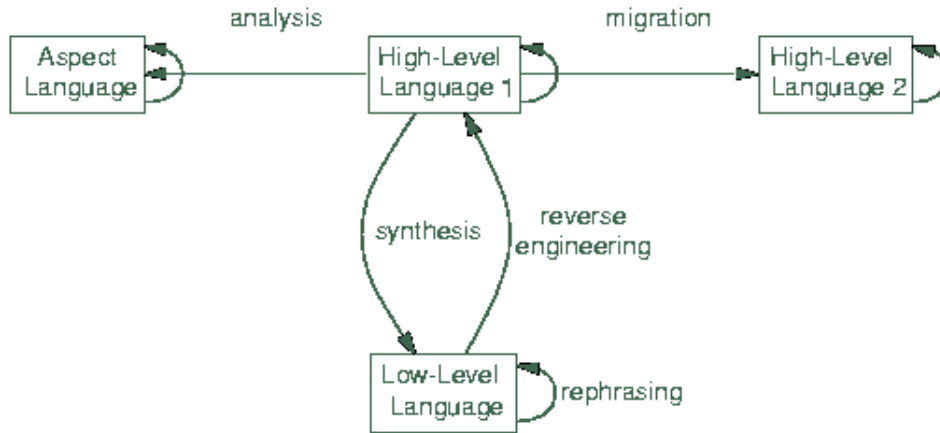 analysis
migration
Aspect
Language
High-Level
Language 1
High-Level
Language 2
synthesis
reverse
engineering
Low-Level
Language
rephrasing